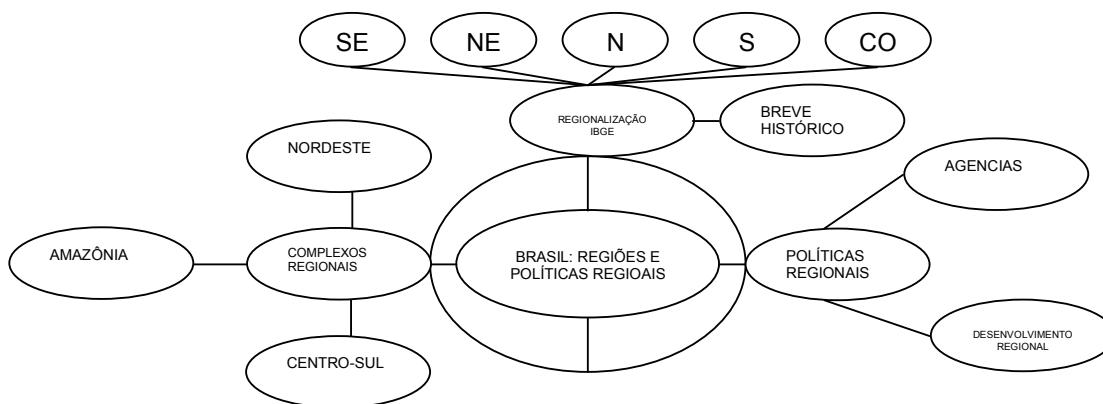 SE
NE
N
S
CO
REGIONALIZAÇÃO
IBGE
BREVE
HISTÓRICO
NORDESTE
AGENCIAS
AMAZÔNIA
COMPLEXOS
REGIONAIS
BRASIL: REGIÕES E
POLÍTICAS REGIOAIS
POLÍTICAS
REGIONAIS
CENTRO-SUL
DESENVOLVIMENTO
REGIONAL